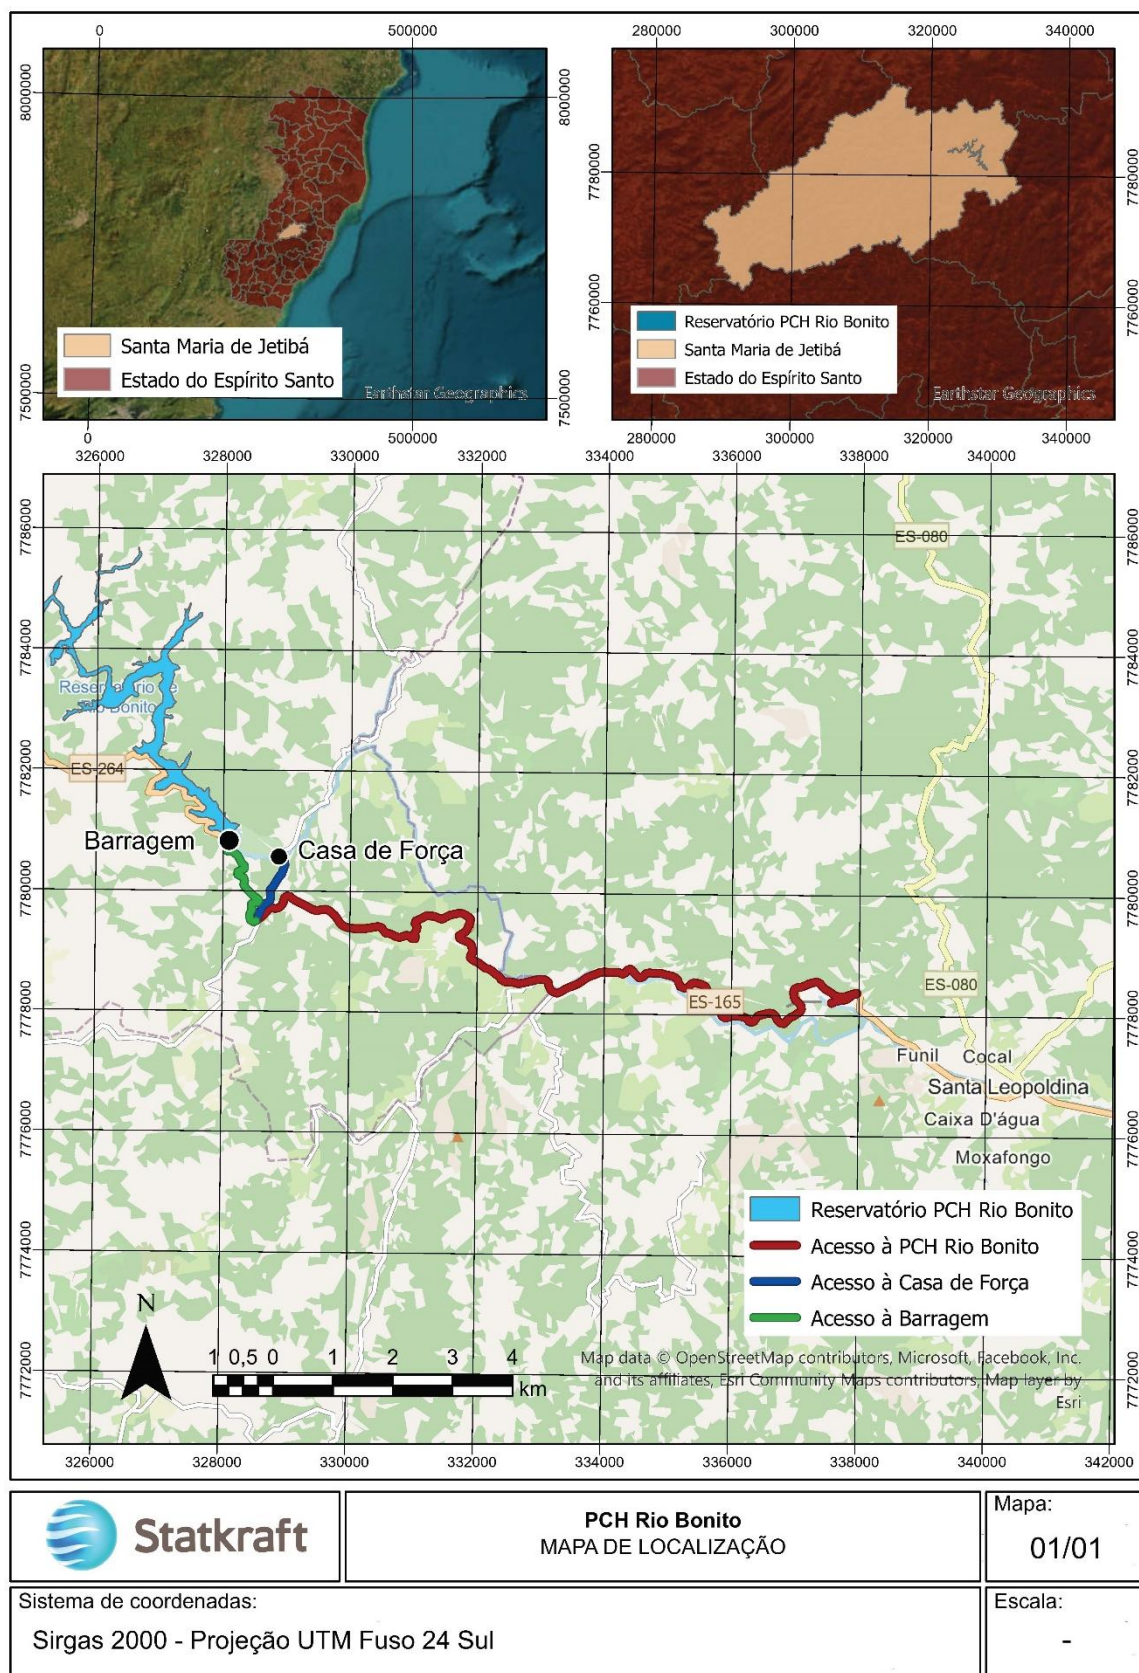 0
500000
280000
300000
320000
340000
8000000
8000000
7500000
7500000
7780000
7780000
7760000
7760000
Santa Maria de Jetibá
Estado do Espírito Santo
Earthstar Geographics
Reservatório PCH Rio Bonito
Santa Maria de Jetibá
Estado do Espírito Santo
Earthstar Geographics
0
500000
280000
300000
320000
340000
326000
328000
330000
332000
334000
336000
338000
340000
7786000
7786000
ES-080
7784000
7784000
Reservatório de
Rio Bonito
7782000
7782000
ES-264
Barragem
Casa de Força
7780000
7780000
ES-080
ES-165
7778000
7778000
Funil
Cocal
Santa Leopoldina
Caixa D'água
Moxafongo
7776000
7776000
Reservatório PCH Rio Bonito
Acesso à PCH Rio Bonito
Acesso à Casa de Força
Acesso à Barragem
7774000
7774000
N
1 0,5 0 1 2 3 4
km
7772000
7772000
Map data © OpenStreetMap contributors, Microsoft, Facebook, Inc.
and its affiliates, Esri Community Maps contributors, Map layer by
Esri
326000
328000
330000
332000
334000
336000
338000
340000
342000
Statkraft
PCH Rio Bonito
MAPA DE LOCALIZAÇÃO
Mapa:
01/01
Sistema de coordenadas:
Sirgas 2000 - Projeção UTM Fuso 24 Sul
Escala:
-